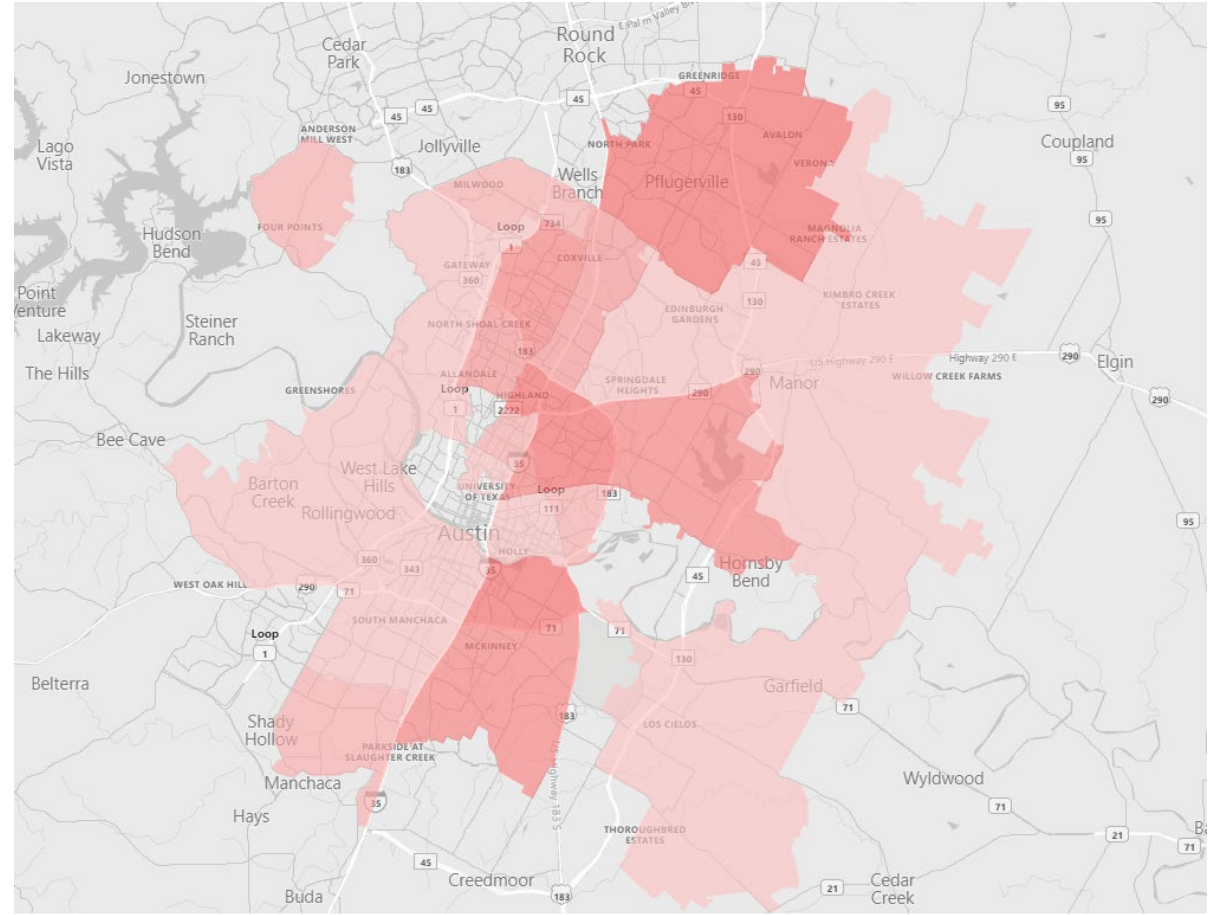 E Pal m Valley Blv
Round
Rock
Cedar
Park
Jonestown
GREENRIDGE
45
45
45
45
95
130
ANDERSON
MILL WEST
AVALON
Coupland
Lago
Vista
Jollyville
NORTH PARK
95
183
VERONA
Wells
Branch
Pflugerville
MILWOOD
95
FOUR POINTS
Loop
734
MAGNOLIA
RANCH ESTATES
Hudson
Bend
1
COXVILLE
GATEWAY
45
360
Point
Venture
KIMBRO CREEK
ESTATES
130
EDINBURGH
GARDENS
Steiner
Ranch
NORTH SHOAL CREEK
Lakeway
183
US Highway 290 E
Highway 290 E
290
Elgin
The Hills
ALLANDALE
290
GREENSHORES
Loop
SPRINGDALE
HEIGHTS
Manor
WILLOW CREEK FARMS
HIGHLAND
290
290
1
2222
Bee Cave
West Lake
Hills
35
Barton
Creek
UNIVERSITY
OF TEXAS
Loop
183
111
Rollingwood
95
Austin
HOLLY
360
343
35
Hornsby
Bend
45
WEST OAK HILL
290
71
SOUTH MANCHACA
71
71
Loop
MCKINNEY
1
130
Belterra
Garfield
71
Shady
Hollow
183
LOS CIELOS
PARKSIDE AT
SLAUGHTER CREEK
Manchaca
US Highway 183 S
Wyldwood
35
71
Hays
THOROUGHBRED
ESTATES
21
71
Ba
45
Creedmoor
Cedar
Creek
21
Buda
183